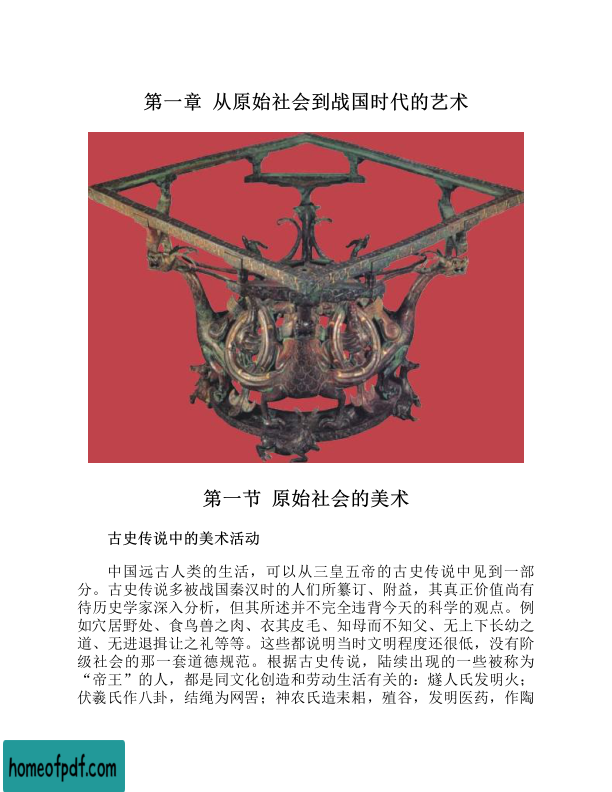 第一章 从原始社会到战国时代的艺术
第一节 原始社会的美术
古史传说中的美术活动
中国远古人类的生活，可以从三皇五帝的古史传说中见到一部
分。古史传说多被战国秦汉时的人们所纂订、附益，其真正价值尚有
待历史学家深入分析，但其所述并不完全违背今天的科学的观点。例
如穴居野处、食鸟兽之肉、衣其皮毛、知母而不知父、无上下长幼之
道、无进退揖让之礼等等。这些都说明当时文明程度还很低，没有阶
级社会的那一套道德规范。根据古史传说，陆续出现的一些被称为
“帝王”的人，都是同文化创造和劳动生活有关的：燧人氏发明火；
伏羲氏作八卦，结绳为网罟；神农氏造耒耜，殖谷，发明医药，作陶
homeofpdf.com